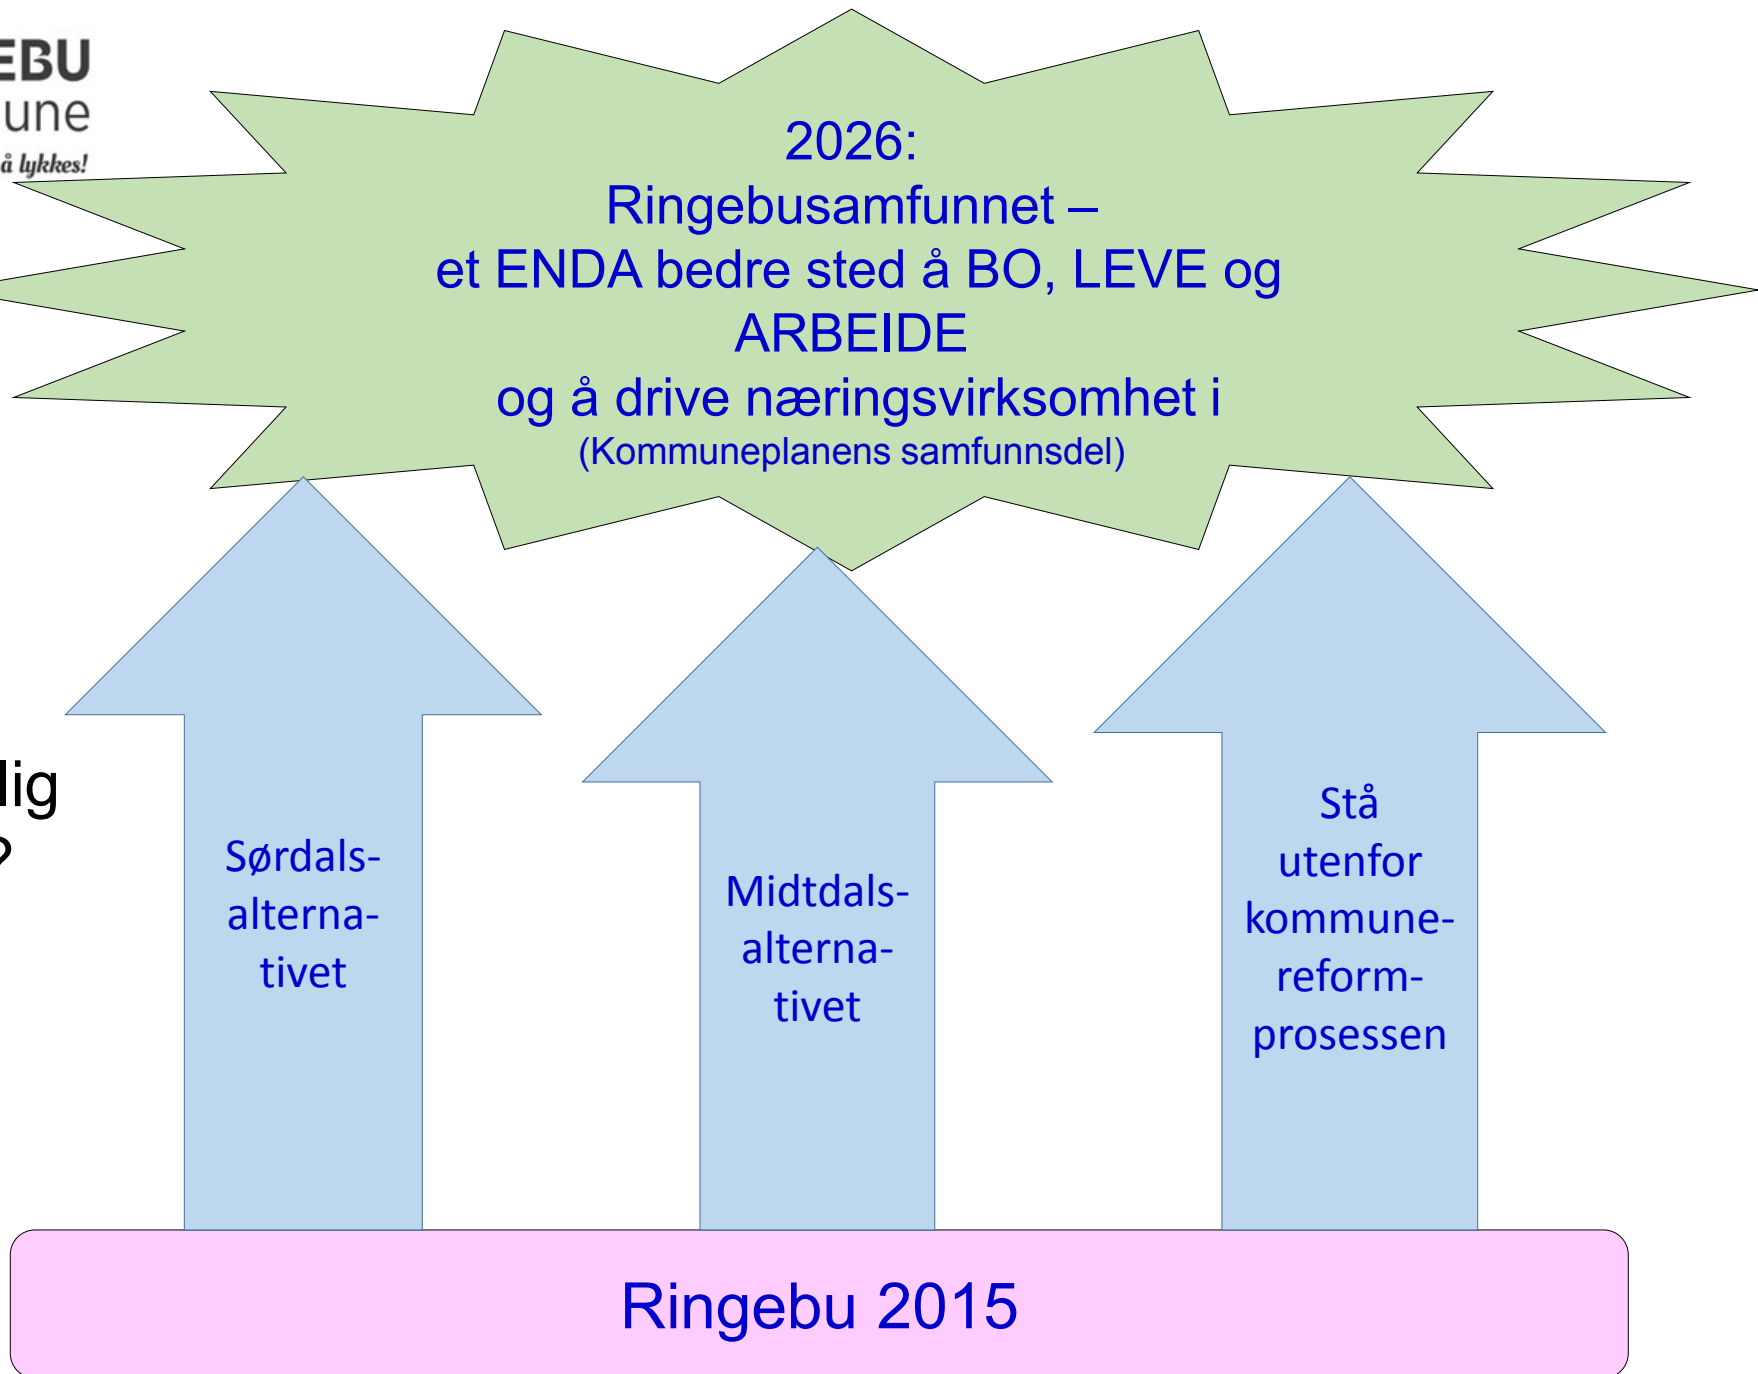 EBU
une
å lykkes!
2026:
Ringebusamfunnet –
et ENDA bedre sted å BO, LEVE og
ARBEIDE
og å drive næringsvirksomhet i
(Kommuneplanens samfunnsdel)
lig
?
Sørdals-
alterna-
tivet
Midtdals-
alterna-
tivet
Stå
utenfor
kommune-
reform-
prosessen
Ringebu 2015